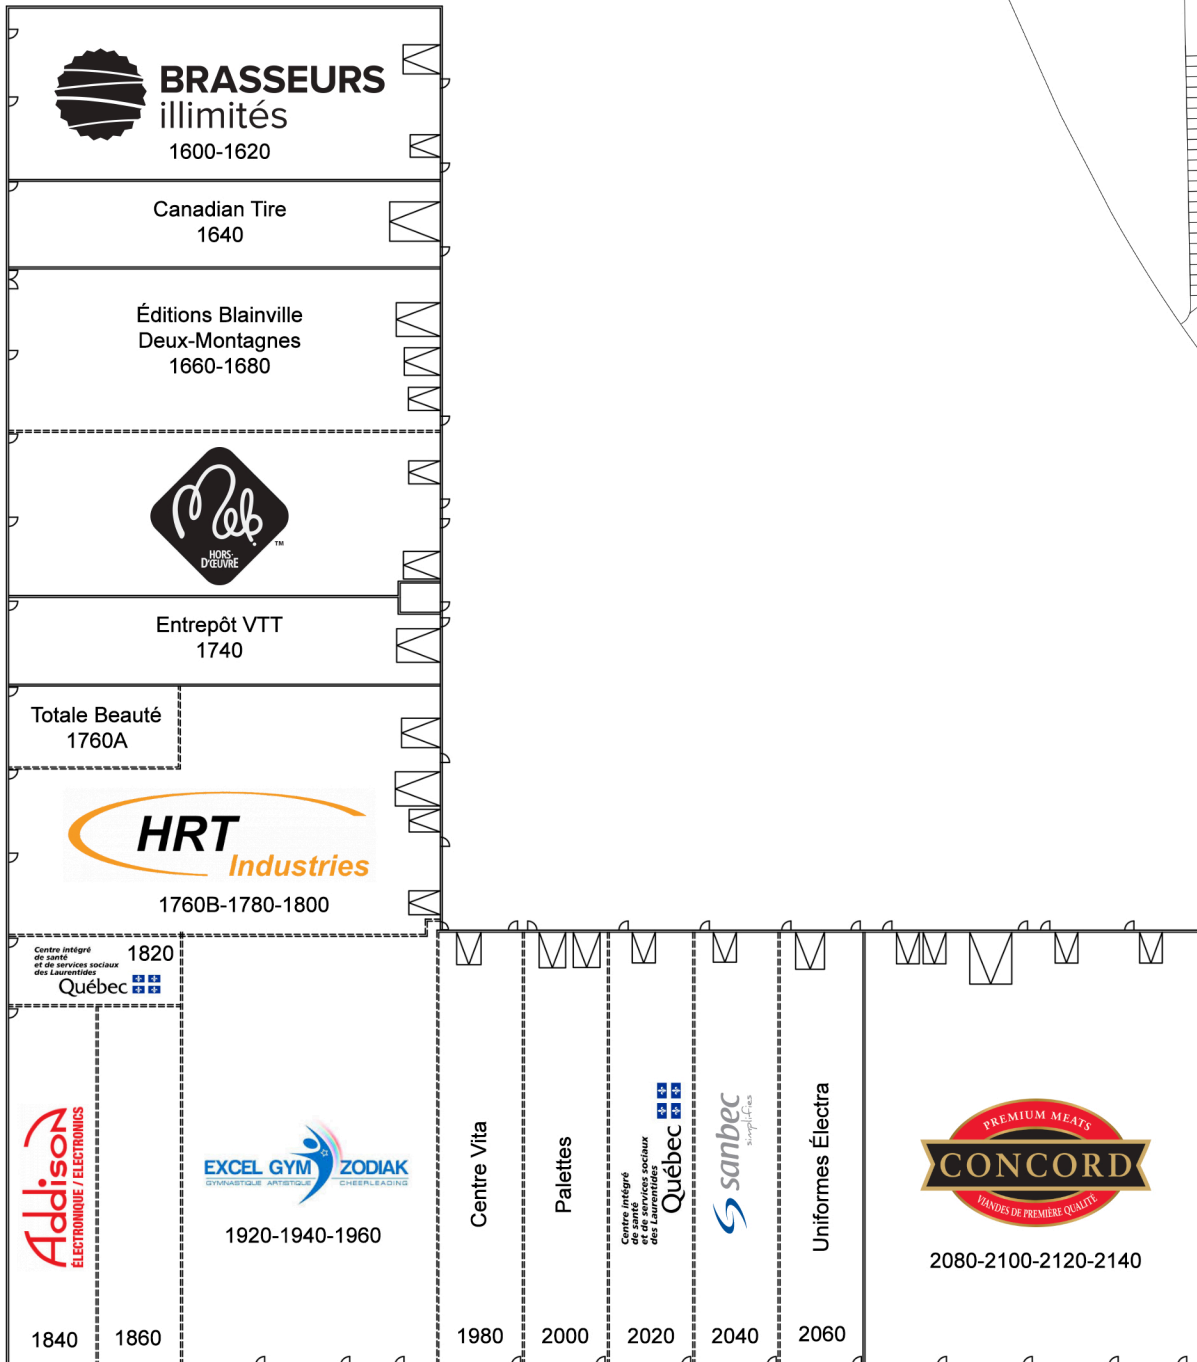 BRASSEURS
illimités
1600-1620
Canadian Tire
1640
Éditions Blainville
Deux-Montagnes
1660-1680
Meb.
HORS-
D'ŒUVRE
TM
Entrepôt VTT
1740
Totale Beauté
1760A
HRT
Industries
1760B-1780-1800
Centre intégré
de santé
et de services sociaux
des Laurentides
Québec
1820
Addison
ÉLECTRONIQUE / ELECTRONICS
1840
1860
EXCEL GYM ZODIAK
GYMNASTIQUE ARTISTIQUE CHEERLEADING
1920-1940-1960
Centre Vita
1980
Palettes
2000
Centre intégré
de santé
et de services sociaux
des Laurentides
Québec
2020
sanbec
simplifies
2040
Uniformes Électra
2060
PREMIUM MEATS
CONCORD
VIANDES DE PREMIÈRE QUALITÉ
2080-2100-2120-2140